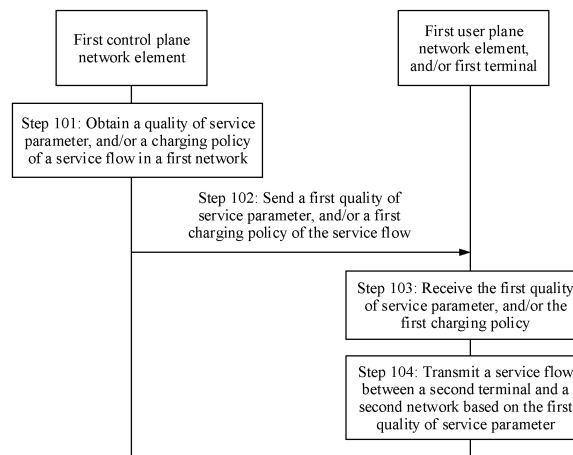 First control plane
network element
First user plane
network element,
and/or first terminal
Step 101: Obtain a quality of service
parameter, and/or a charging policy
of a service flow in a first network
Step 102: Send a first quality of
service parameter, and/or a first
charging policy of the service flow
Step 103: Receive the first quality
of service parameter, and/or the
first charging policy
Step 104: Transmit a service flow
between a second terminal and a
second network based on the first
quality of service parameter